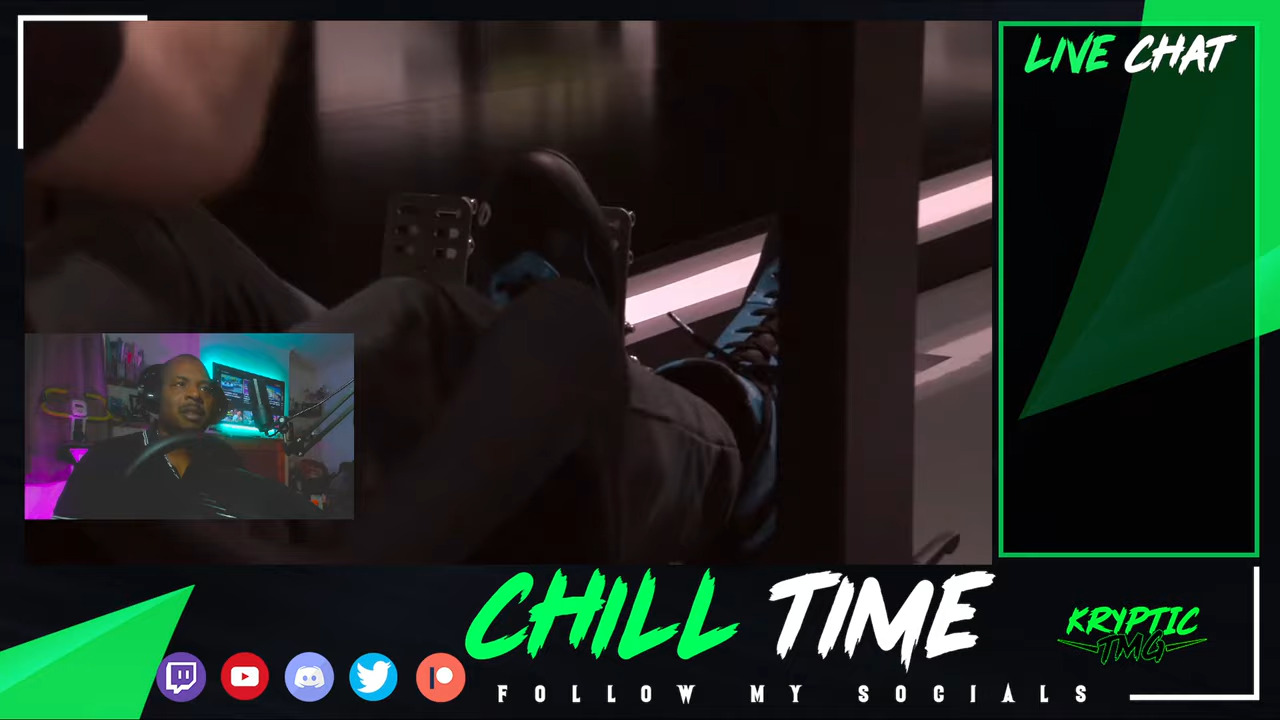 LIVE CHAT
CHILL TIME
KRYPTIC
TMG
FOLLOW MY SOCIALS